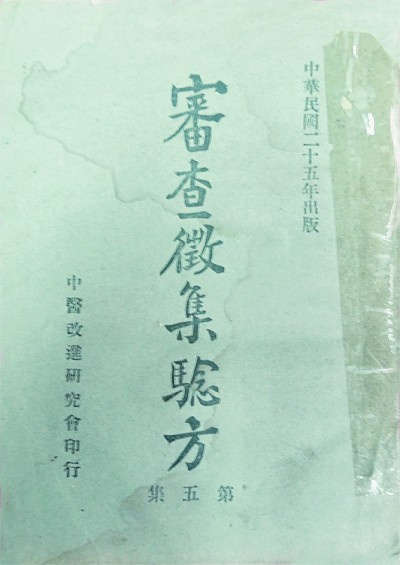 中華民國二十五年出版
審查徵集驗方
第五集
中醫改進研究會印行